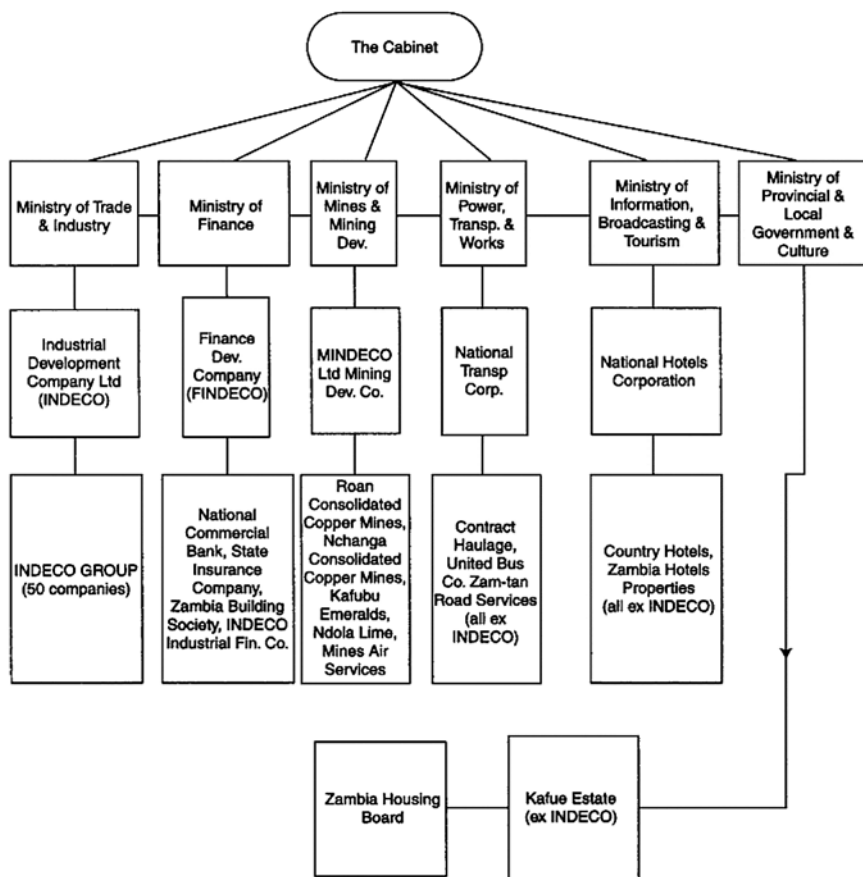 The Cabinet
Ministry of Trade
& Industry
Ministry of
Finance
Ministry of
Mines &
Mining
Dev.
Ministry of
Power,
Transp. &
Works
Ministry of
Information,
Broadcasting &
Tourism
Ministry of
Provincial &
Local
Government &
Culture
Industrial
Development
Company Ltd
(INDECO)
Finance
Dev.
Company
(FINDECO)
MINDECO
Ltd Mining
Dev. Co.
National
Transp
Corp.
National Hotels
Corporation
INDECO GROUP
(50 companies)
National
Commercial
Bank, State
Insurance
Company,
Zambia Building
Society, INDECO
Industrial Fin. Co.
Roan
Consolidated
Copper Mines,
Nchanga
Consolidated
Copper Mines,
Kafubu
Emeralds,
Ndola Lime,
Mines Air
Services
Contract
Haulage,
United Bus
Co. Zam-tan
Road Services
(all ex
INDECO)
Country Hotels,
Zambia Hotels
Properties
(all ex INDECO)
Zambia Housing
Board
Kafue Estate
(ex INDECO)